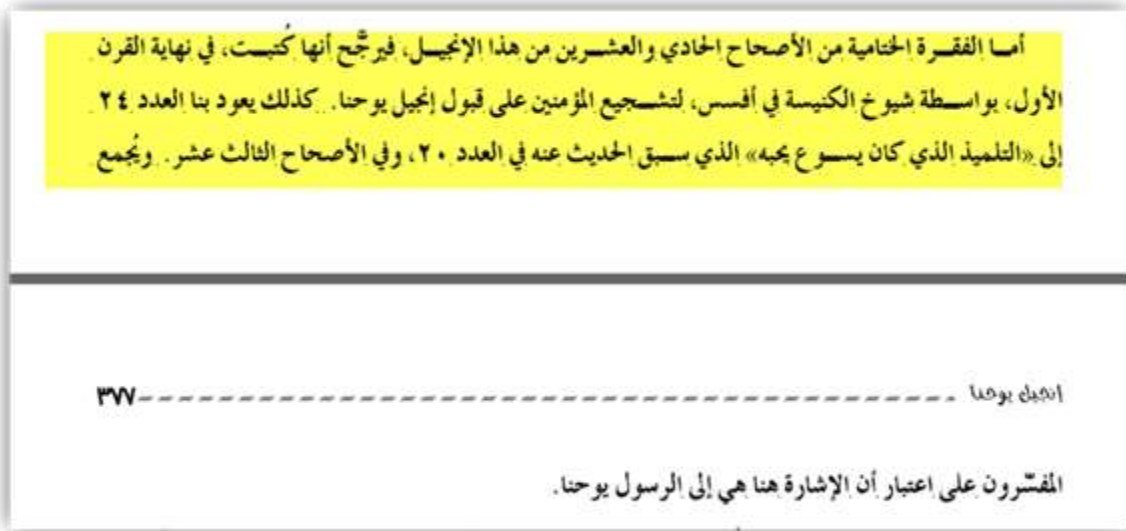 أما الفقرة الختامية من الأصحاح الحادي والعشرين من هذا الإنجيل، فيرجَّح أنها كُتبت، في نهاية القرن
الأول، بواسطة شيوخ الكنيسة في أفسس، لتشجيع المؤمنين على قبول إنجيل يوحنا. كذلك يعود بنا العدد ٢٤
إلى «التلميذ الذي كان يسوع يحبه» الذي سبق الحديث عنه في العدد ٢٠، وفي الأصحاح الثالث عشر. ويُجمع
إنجيل يوحنا ---------------------------------------- ٣٧٧
المفسّرون على اعتبار أن الإشارة هنا هي إلى الرسول يوحنا.